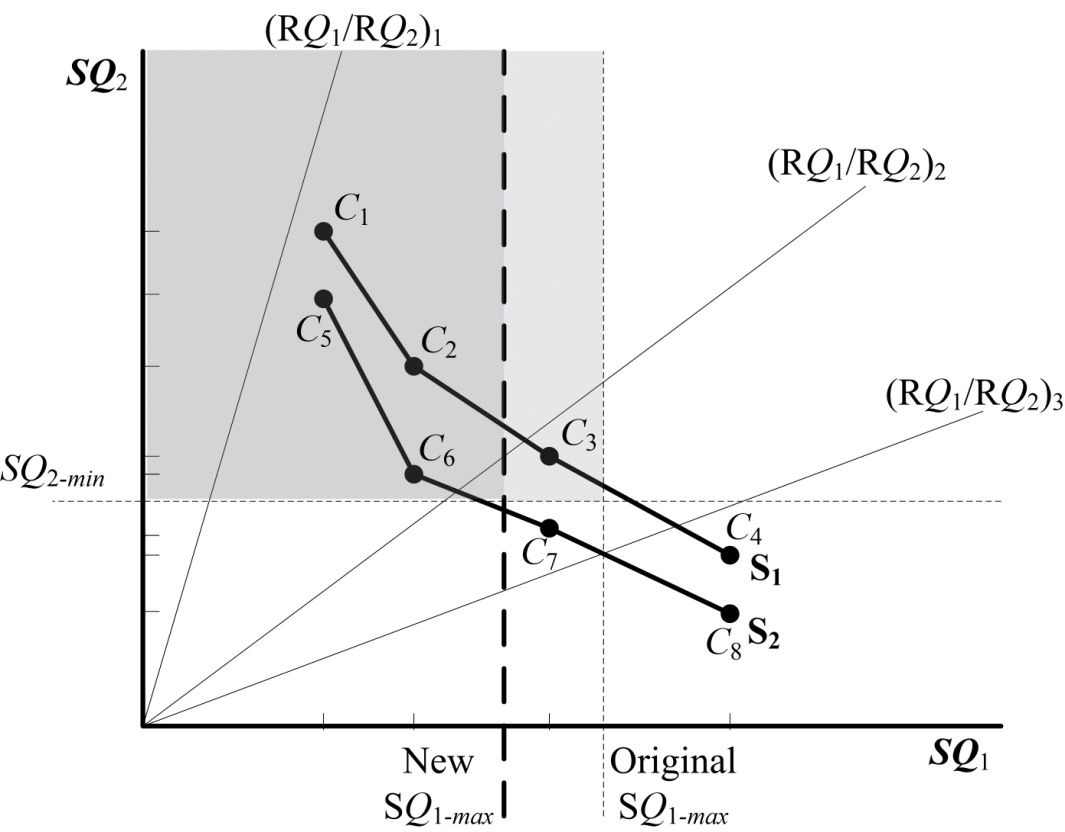 (RQ₁/RQ₂)₁
SQ₂
(RQ₁/RQ₂)₂
C₁
C₅
C₂
(RQ₁/RQ₂)₃
C₃
C₆
SQ₂₋min
C₄
C₇
S₁
C₈ S₂
New Original SQ₁
SQ₁₋max SQ₁₋max